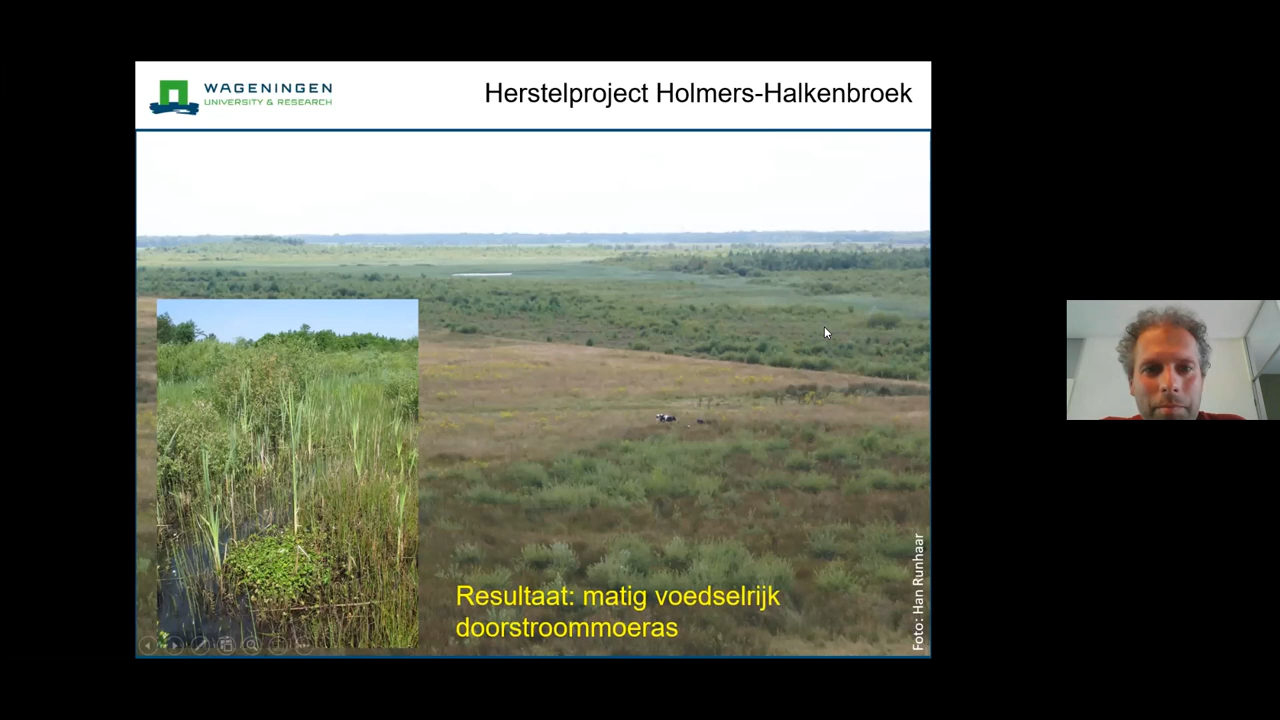 WAGENINGEN
UNIVERSITY & RESEARCH
Herstelproject Holmers-Halkenbroek
Resultaat: matig voedselrijk
doorstroommoeras
Foto: Han Runhaar